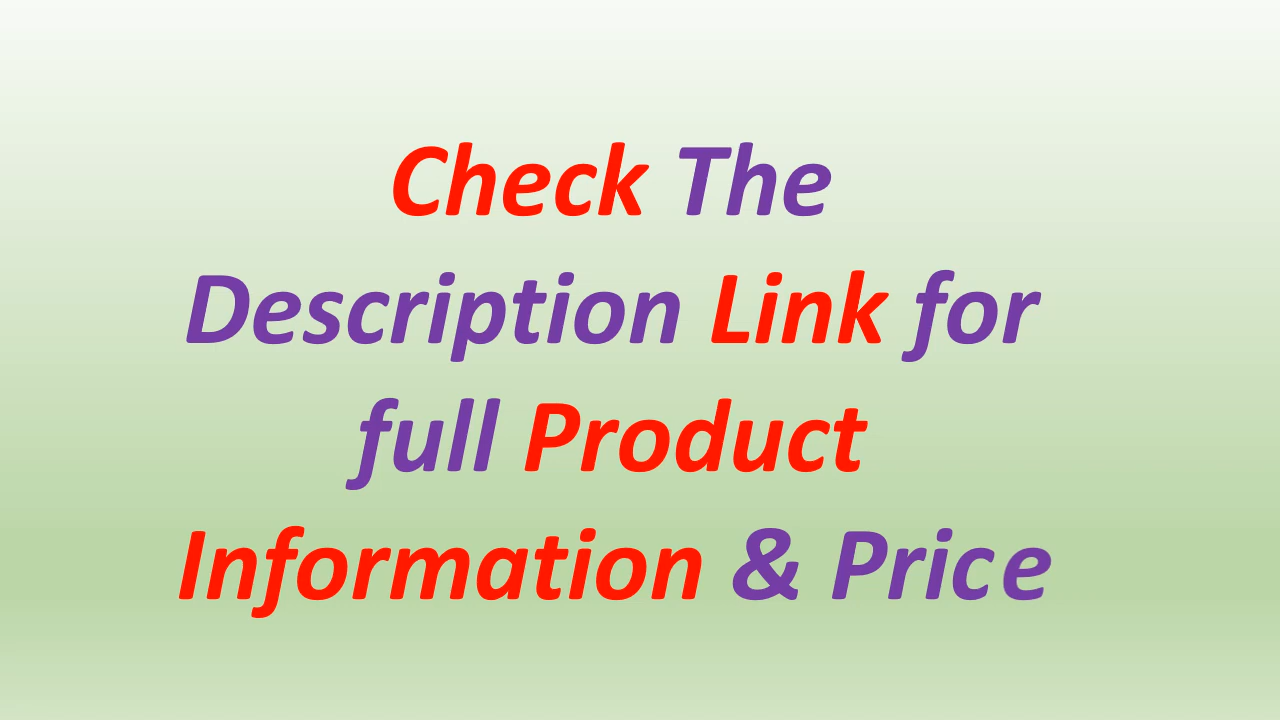 Check The
Description Link for
full Product
Information & Price